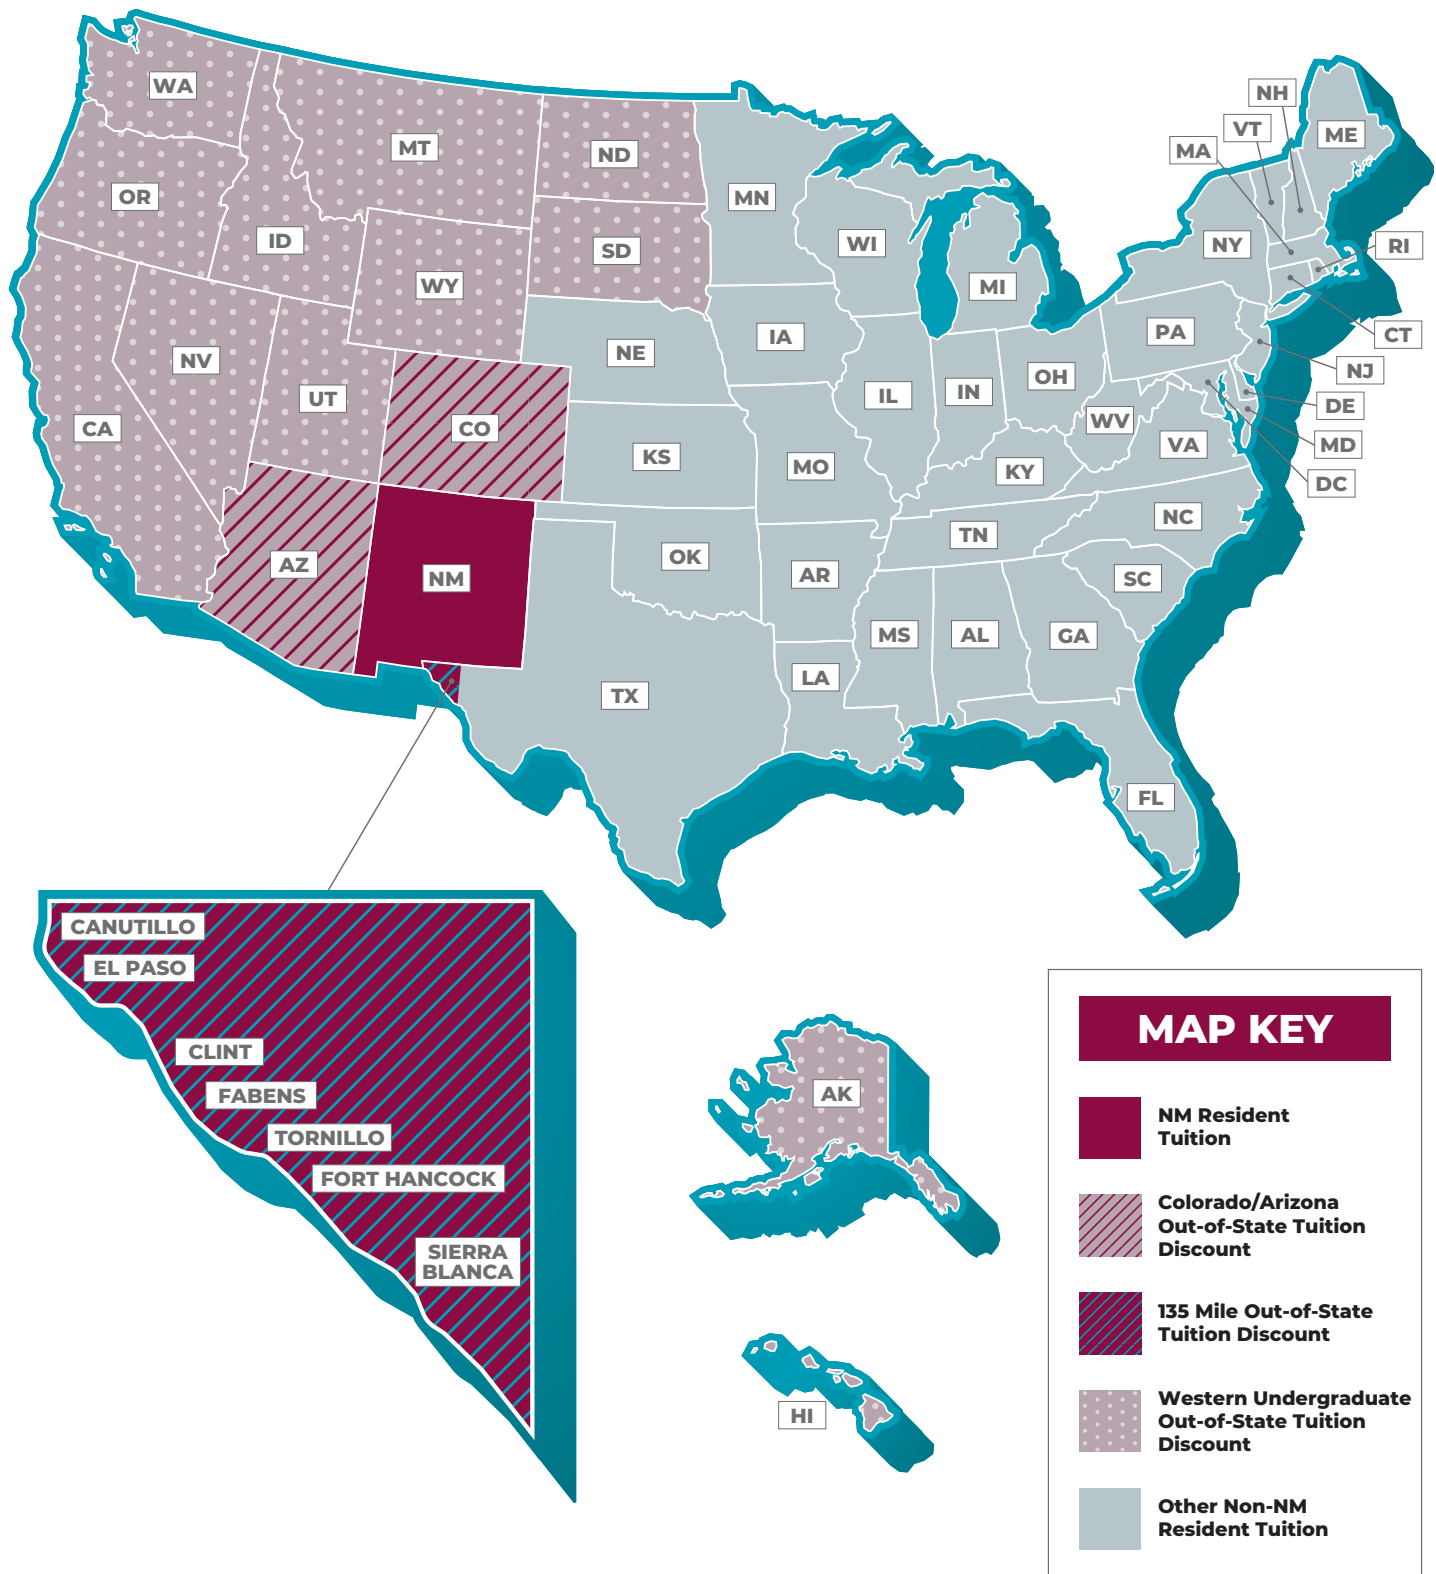 WA
MT
ND
OR
ID
SD
WY
MN
WI
MI
NH
VT
MA
ME
NY
RI
CT
NJ
DE
MD
DC
PA
NV
UT
CA
CO
NE
IA
IL
IN
OH
WV
VA
KS
MO
KY
NC
TN
AZ
NM
OK
AR
SC
MS
AL
GA
LA
TX
FL
CANUTILLO
EL PASO
CLINT
FABENS
TORNILLO
FORT HANCOCK
SIERRA
BLANCA
AK
HI
MAP KEY
NM Resident
Tuition
Colorado/Arizona
Out-of-State Tuition
Discount
135 Mile Out-of-State
Tuition Discount
Western Undergraduate
Out-of-State Tuition
Discount
Other Non-NM
Resident Tuition